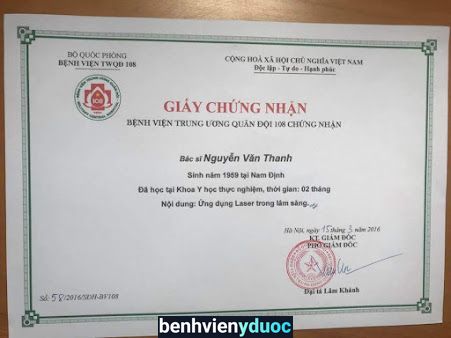 BỘ QUỐC PHÒNG
BỆNH VIỆN TWQĐ 108
CỘNG HOÀ XÃ HỘI CHỦ NGHĨA VIỆT NAM
Độc lập - Tự do - Hạnh phúc
108
GIẤY CHỨNG NHẬN
BỆNH VIỆN TRUNG ƯƠNG QUÂN ĐỘI 108 CHỨNG NHẬN
Bác sĩ Nguyễn Văn Thanh
Sinh năm 1959 tại Nam Định
Đã học tại Khoa Y học thực nghiệm, thời gian: 02 tháng
Nội dung: Ứng dụng Laser trong lâm sàng.
Hà Nội, ngày 15 tháng 3 năm 2016
KT. GIÁM ĐỐC
PHÓ GIÁM ĐỐC
Đại tá Lâm Khánh
Số: 58/2016/SĐH-BV108
benhvienyduoc